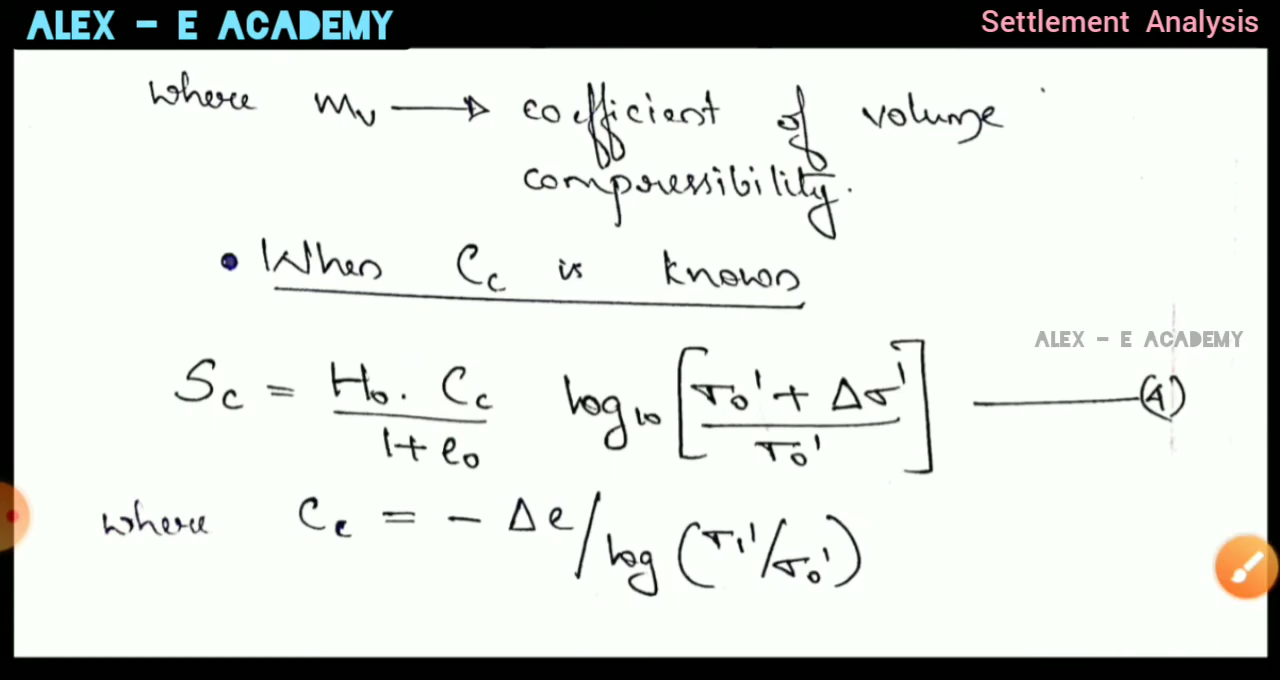 ALEX - E ACADEMY
Settlement Analysis
where mv → coefficient of volume
compressibility.
• When Cc is known
ALEX - E ACADEMY
Sc = H₀. Cc / 1+e₀ log₁₀ [σ₀' + Δσ' / σ₀'] —— (4)
where Cc = - Δe/log (σ₁'/σ₀')